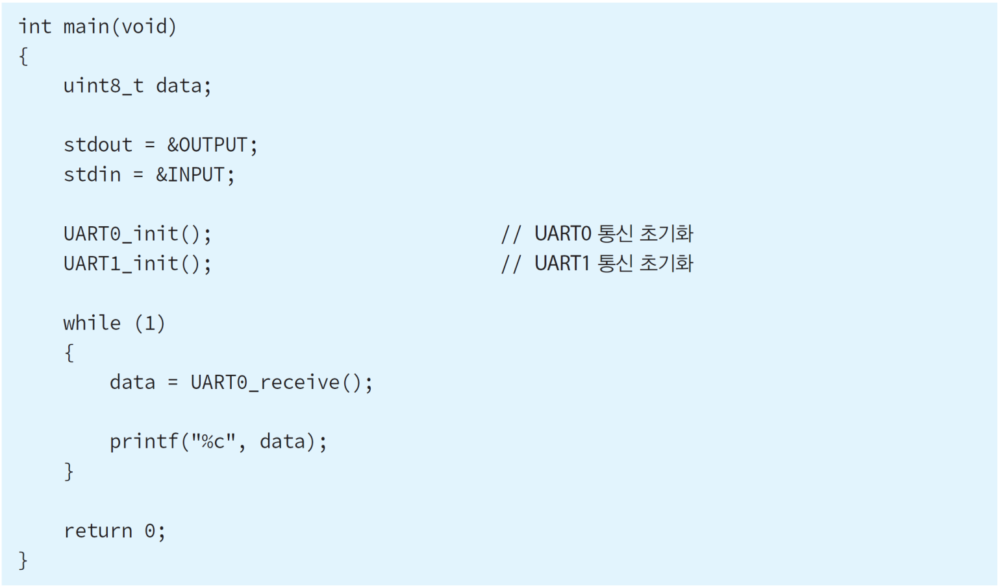 int main(void)
{
    uint8_t data;

    stdout = &OUTPUT;
    stdin = &INPUT;

    UART0_init();                         // UART0 통신 초기화
    UART1_init();                         // UART1 통신 초기화

    while (1)
    {
        data = UART0_receive();

        printf("%c", data);
    }

    return 0;
}